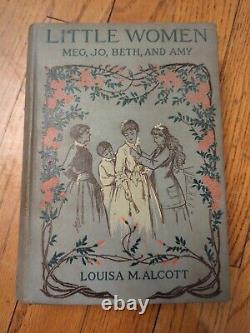 LITTLE WOMEN
MEG, JO, BETH, AND AMY
LOUISA M. ALCOTT